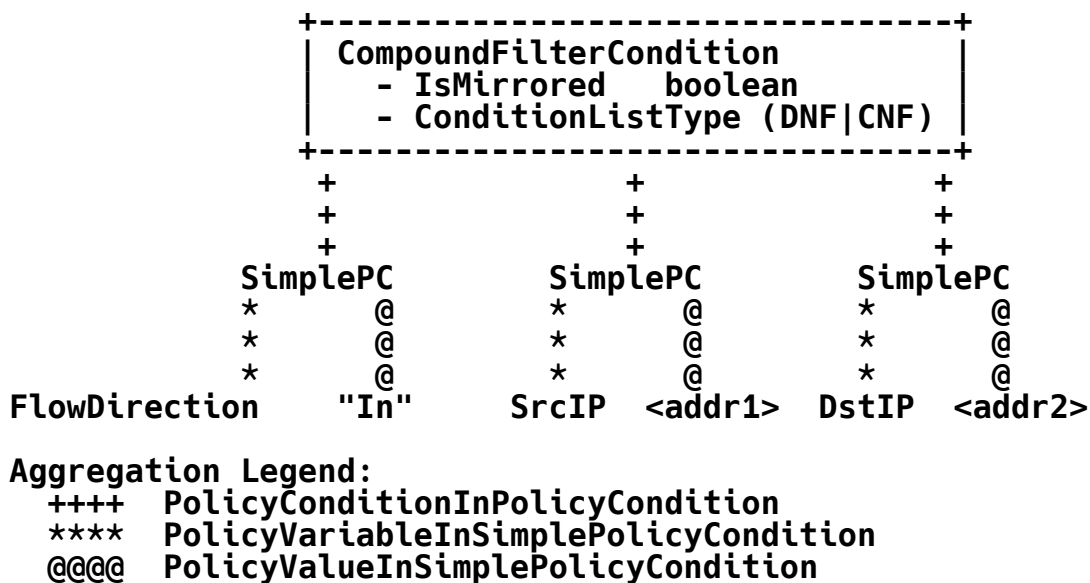 +---------------------------------+
| CompoundFilterCondition         |
|   - IsMirrored   boolean        |
|   - ConditionListType (DNF|CNF) |
+---------------------------------+
+               +               +
+               +               +
+               +               +
SimplePC        SimplePC        SimplePC
*      @       *      @       *      @
*      @       *      @       *      @
*      @       *      @       *      @
FlowDirection    "In"     SrcIP  <addr1>  DstIP  <addr2>
Aggregation Legend:
++++  PolicyConditionInPolicyCondition
****  PolicyVariableInSimplePolicyCondition
@@@@  PolicyValueInSimplePolicyCondition